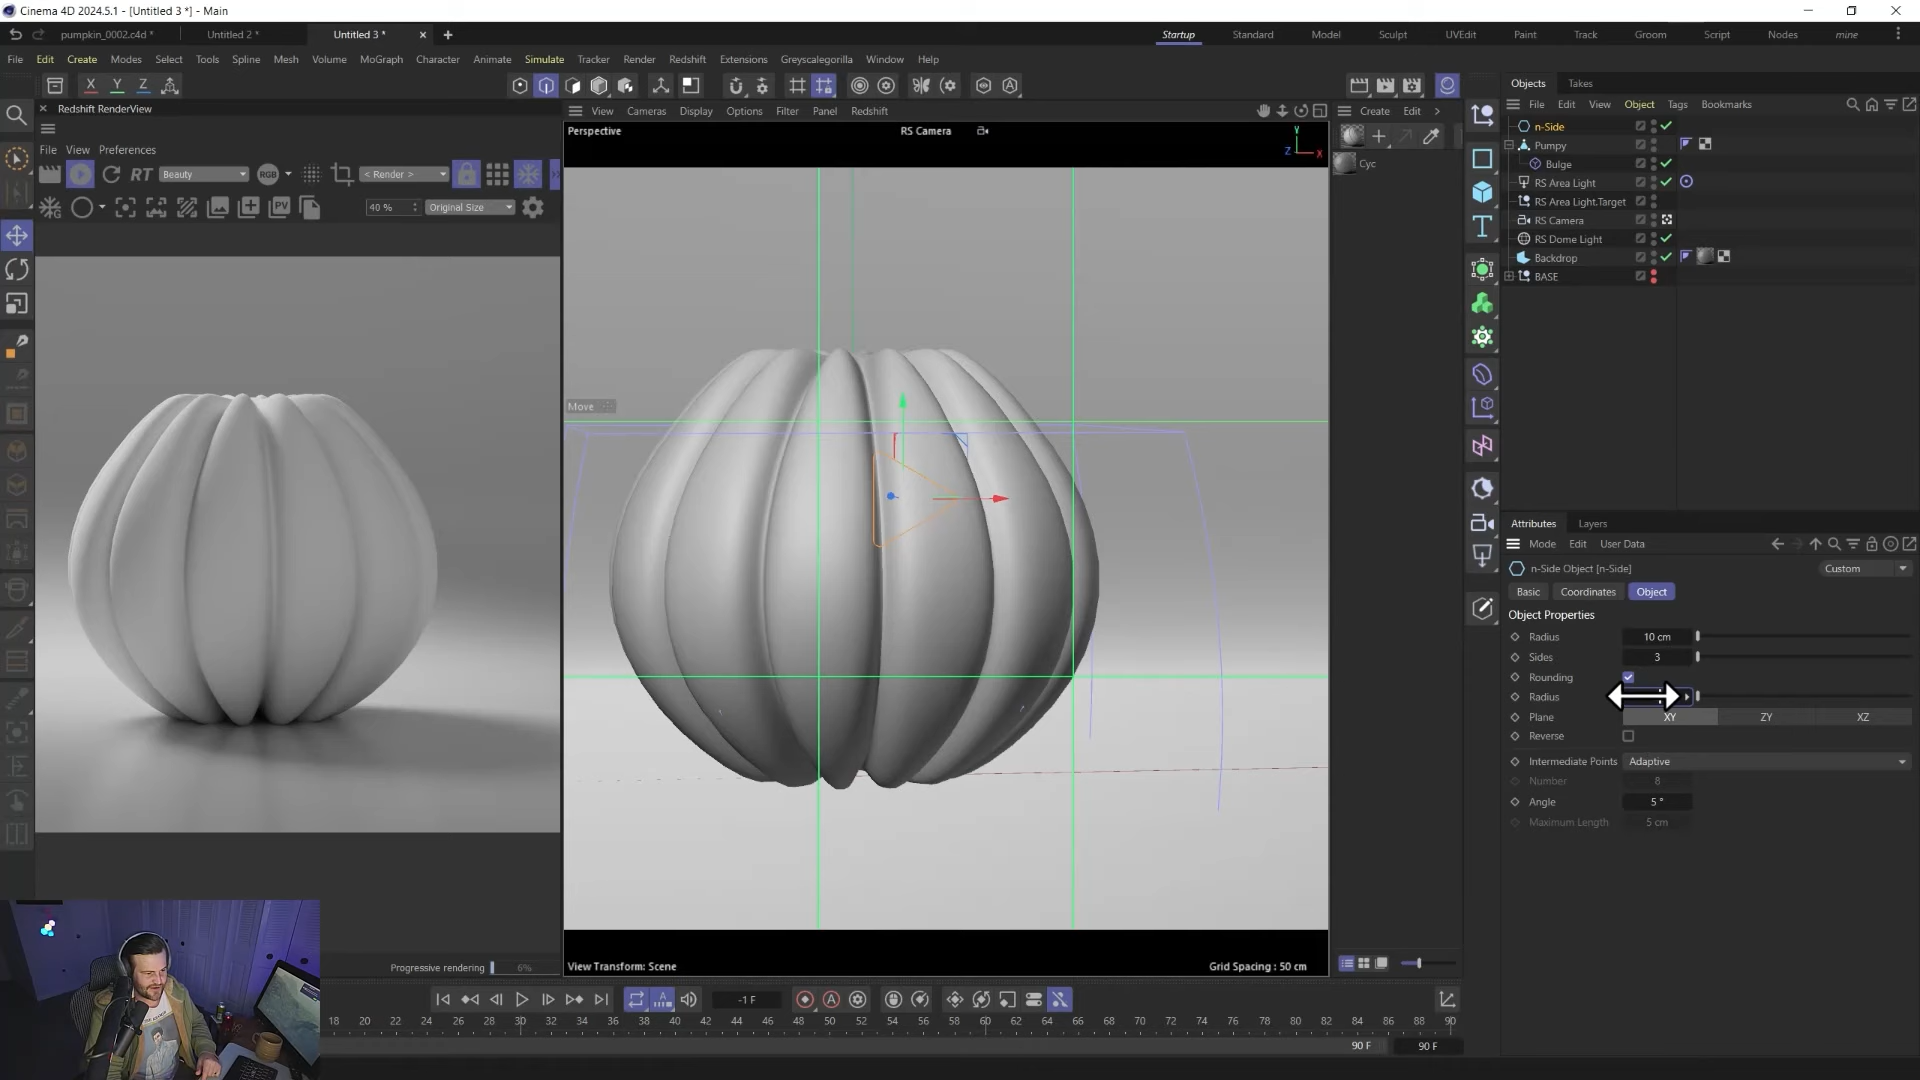 Cinema 4D 2024.5.1 - [Untitled 3 *] - Main
pumpkin_0002.c4d * Untitled 2 * Untitled 3 * Startup Standard Model Sculpt UVEdit Paint Track Groom Script Nodes mine
File Edit Create Modes Select Tools Spline Mesh Volume MoGraph Character Animate Simulate Tracker Render Redshift Extensions Greyscalegorilla Window Help
X Y Z
Objects Takes
Redshift RenderView
View Cameras Display Options Filter Panel Redshift
Create Edit
File Edit View Object Tags Bookmarks
Perspective RS Camera
Y
Z X
File View Preferences
RT Beauty RGB < Render >
40 % Original Size
PV
Cyc
n-Side
Pumpy
Bulge
RS Area Light
RS Area Light.Target
RS Camera
RS Dome Light
Backdrop
BASE
Move
Attributes Layers
Mode Edit User Data
n-Side Object [n-Side] Custom
Basic Coordinates Object
Object Properties
Radius 10 cm
Sides 3
Rounding
Radius
Plane XY ZY XZ
Reverse
Intermediate Points Adaptive
Number 8
Angle 5 °
Maximum Length 5 cm
Progressive rendering 6%
View Transform: Scene Grid Spacing : 50 cm
-1 F
18 20 22 24 26 28 30 32 34 36 38 40 42 44 46 48 50 52 54 56 58 60 62 64 66 68 70 72 74 76 78 80 82 84 86 88 90
90 F 90 F